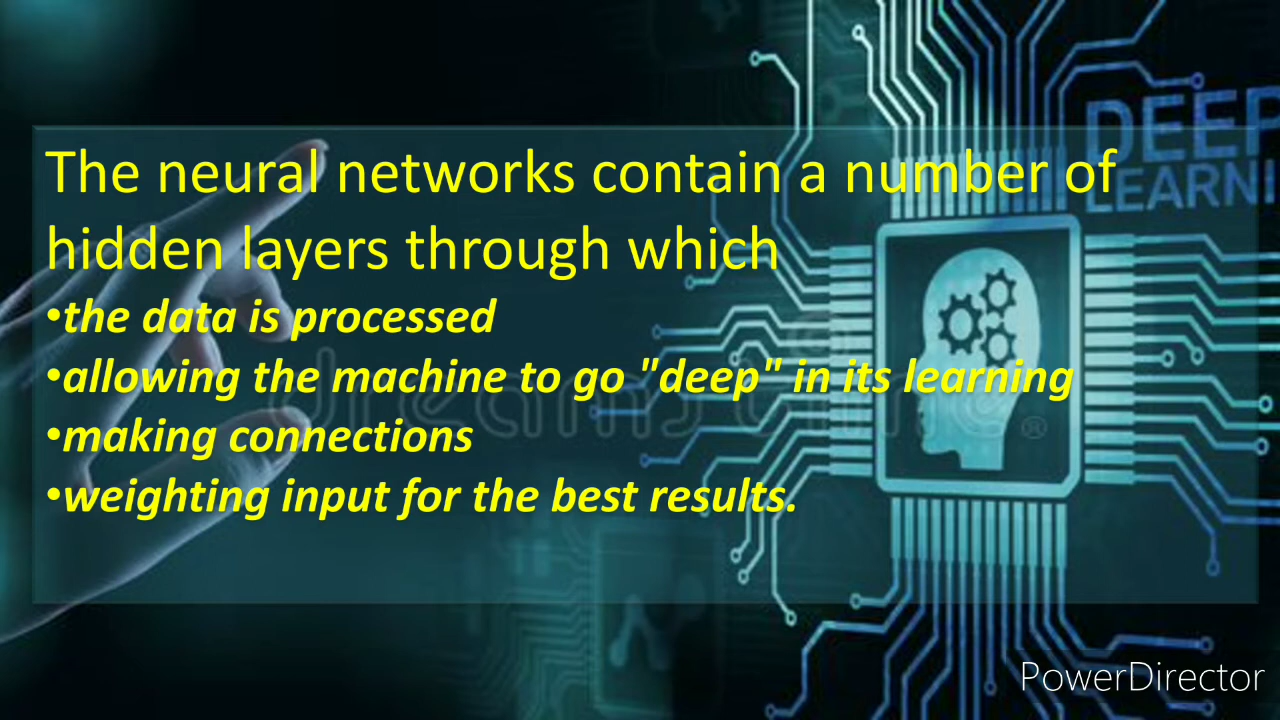 DEEP
LEARNI
The neural networks contain a number of
hidden layers through which
•the data is processed
•allowing the machine to go "deep" in its learning
•making connections
•weighting input for the best results.
dreamstime
®
PowerDirector